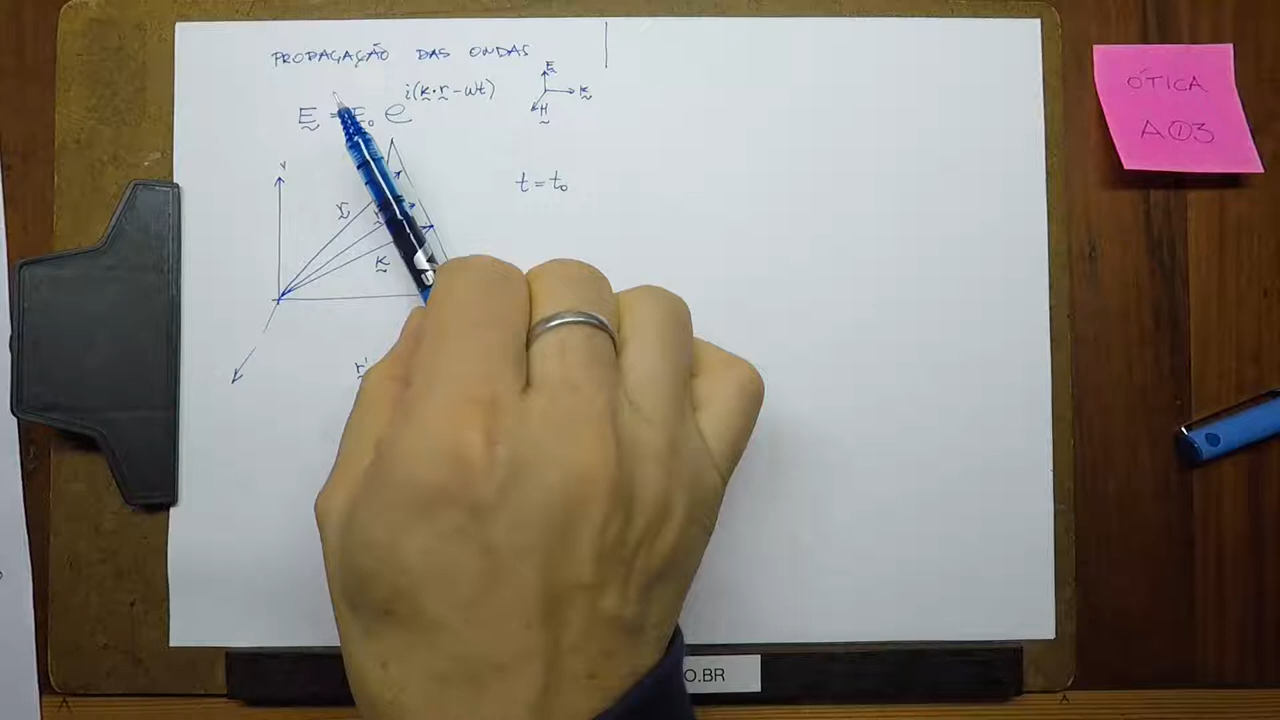 PROPAGAÇÃO DAS ONDAS
E = E₀ e^i(k·r-ωt)
E
k
H
t = t₀
r
k
r'
O.BR
ÓTICA
A03